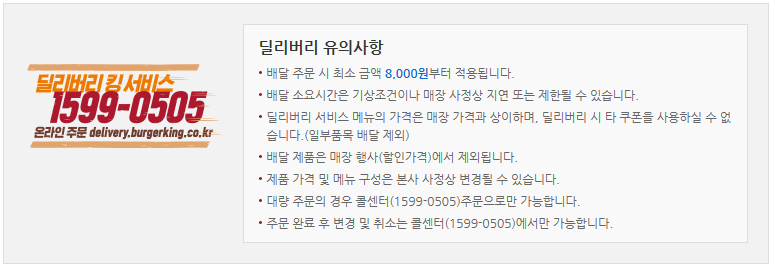 딜리버리 킹 서비스
1599-0505
온라인 주문 delivery.burgerking.co.kr
딜리버리 유의사항
• 배달 주문 시 최소 금액 8,000원부터 적용됩니다.
• 배달 소요시간은 기상조건이나 매장 사정상 지연 또는 제한될 수 있습니다.
• 딜리버리 서비스 메뉴의 가격은 매장 가격과 상이하며, 딜리버리 시 타 쿠폰을 사용하실 수 없
습니다.(일부품목 배달 제외)
• 배달 제품은 매장 행사(할인가격)에서 제외됩니다.
• 제품 가격 및 메뉴 구성은 본사 사정상 변경될 수 있습니다.
• 대량 주문의 경우 콜센터(1599-0505)주문으로만 가능합니다.
• 주문 완료 후 변경 및 취소는 콜센터(1599-0505)에서만 가능합니다.